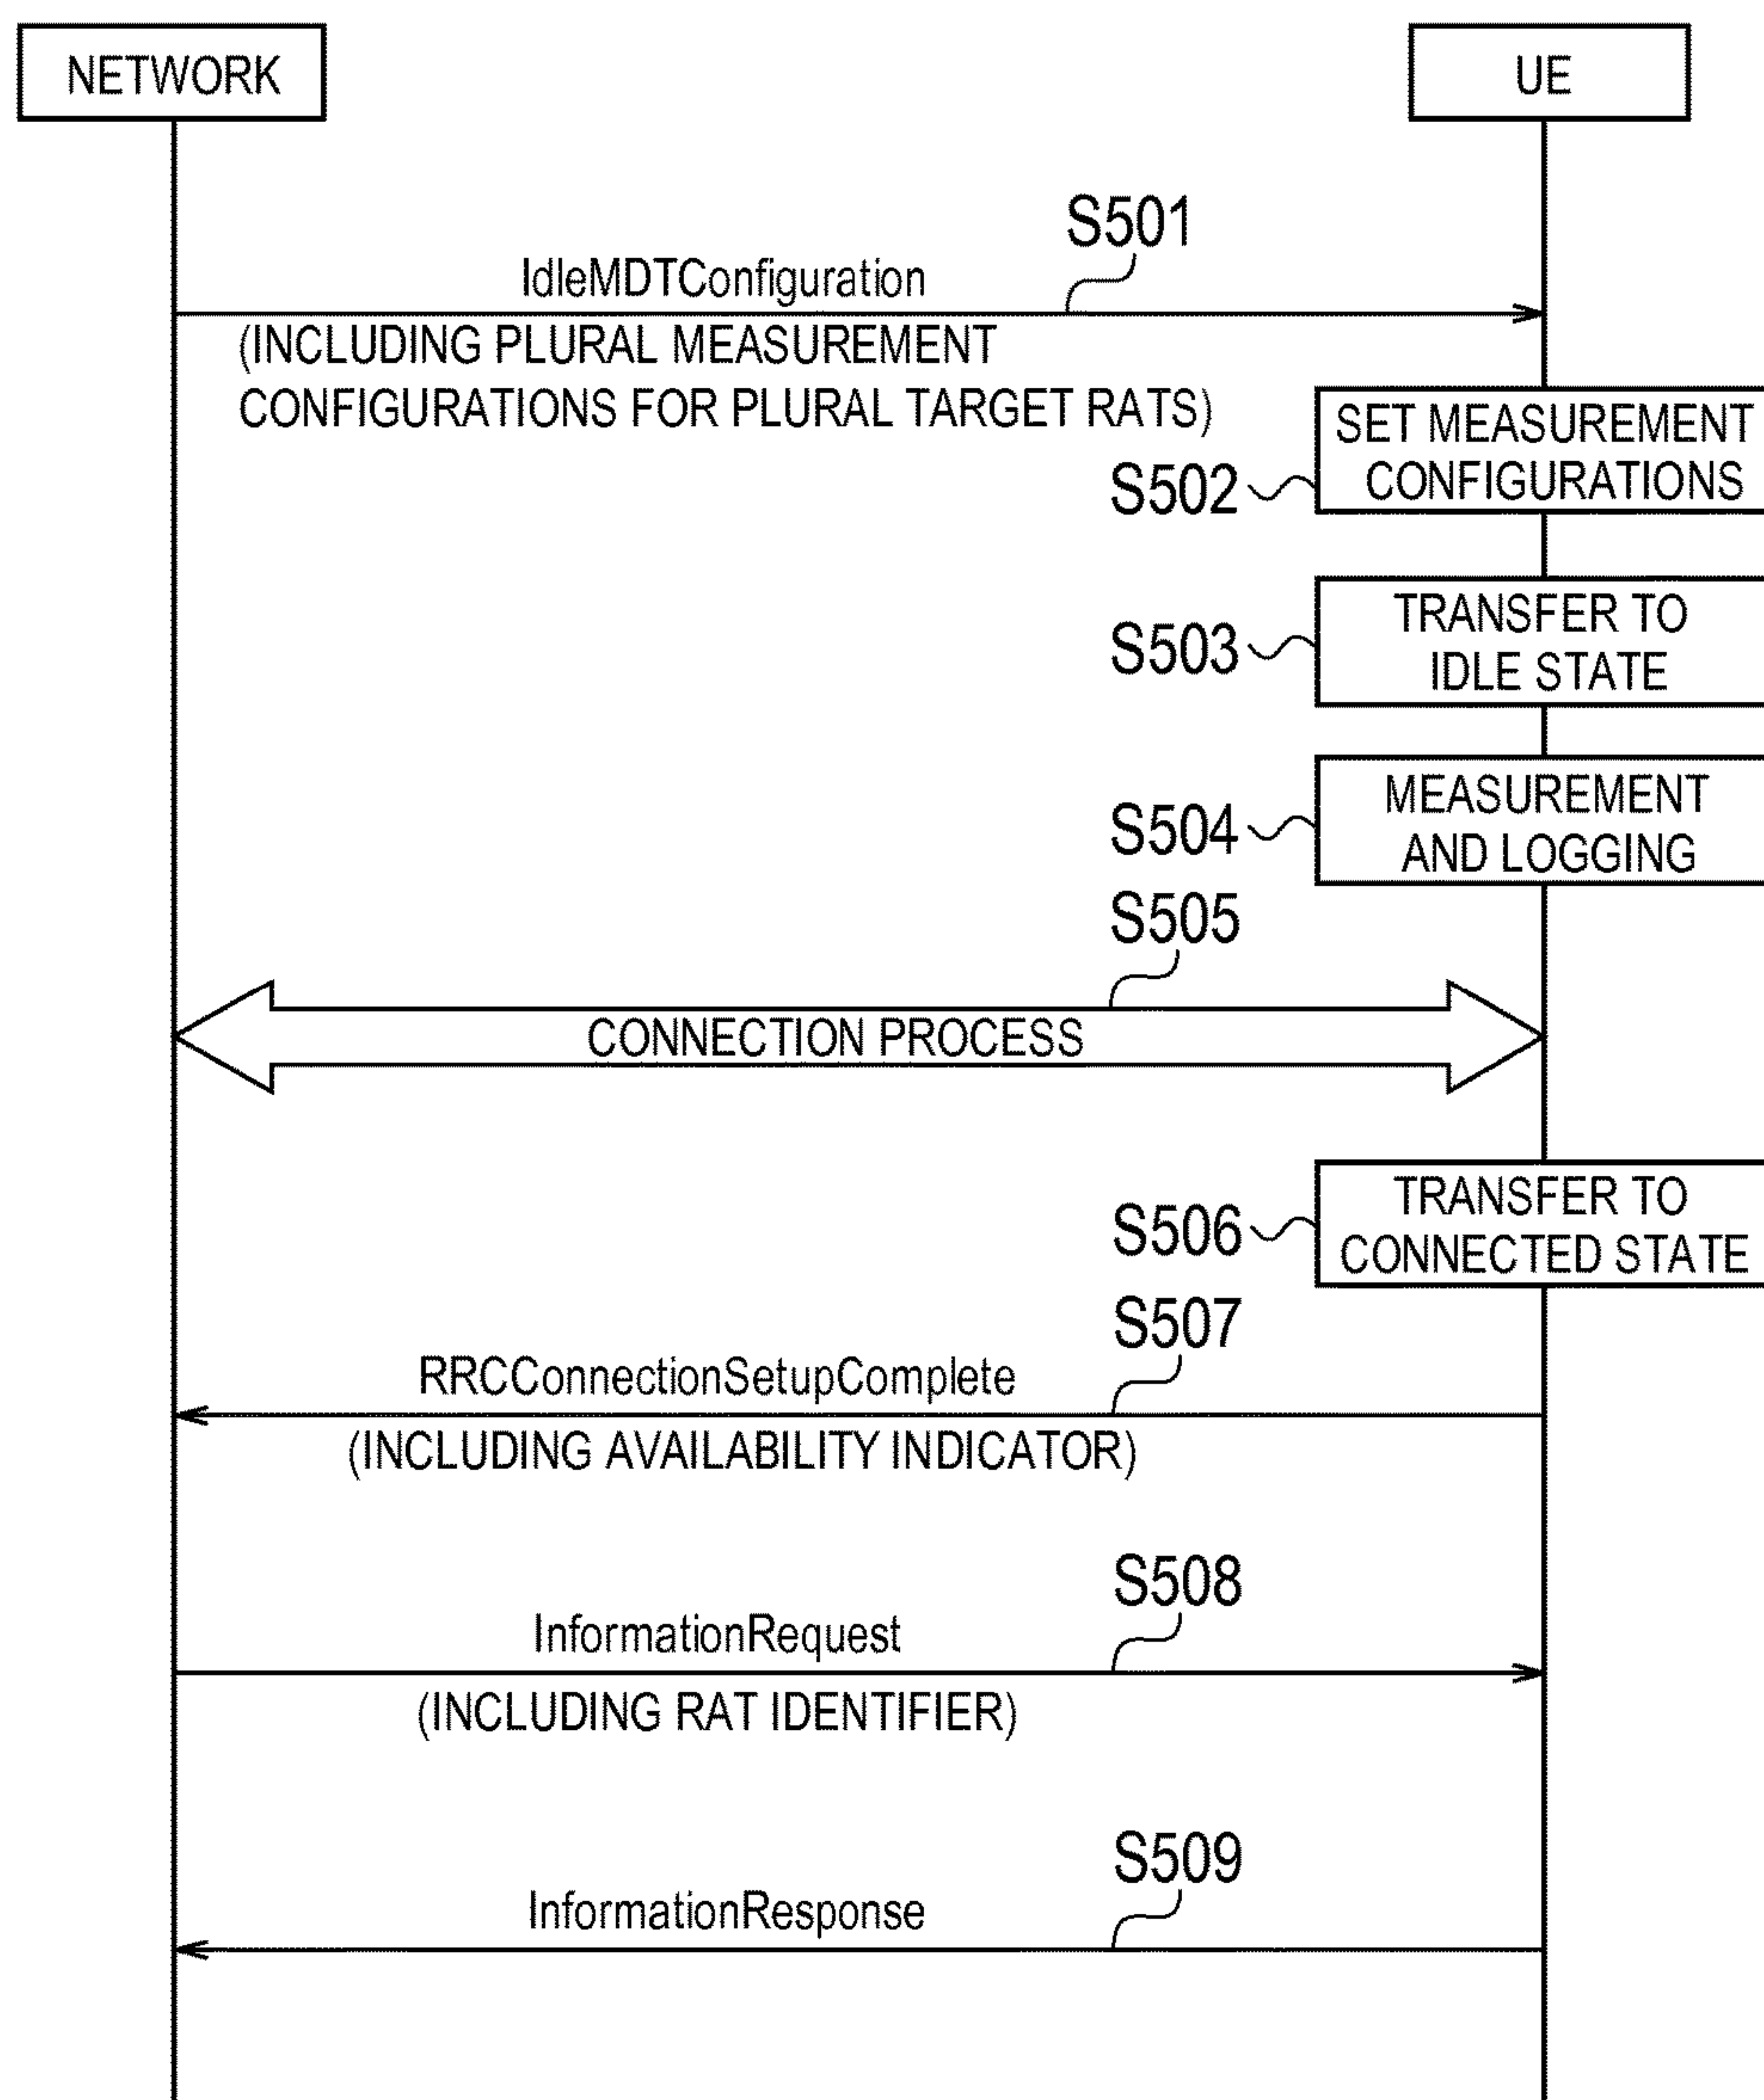 NETWORK
UE
S501
IdleMDTConfiguration
(INCLUDING PLURAL MEASUREMENT
CONFIGURATIONS FOR PLURAL TARGET RATS)
SET MEASUREMENT
CONFIGURATIONS
S502
TRANSFER TO
IDLE STATE
S503
MEASUREMENT
AND LOGGING
S504
S505
CONNECTION PROCESS
TRANSFER TO
CONNECTED STATE
S506
S507
RRCConnectionSetupComplete
(INCLUDING AVAILABILITY INDICATOR)
S508
InformationRequest
(INCLUDING RAT IDENTIFIER)
S509
InformationResponse